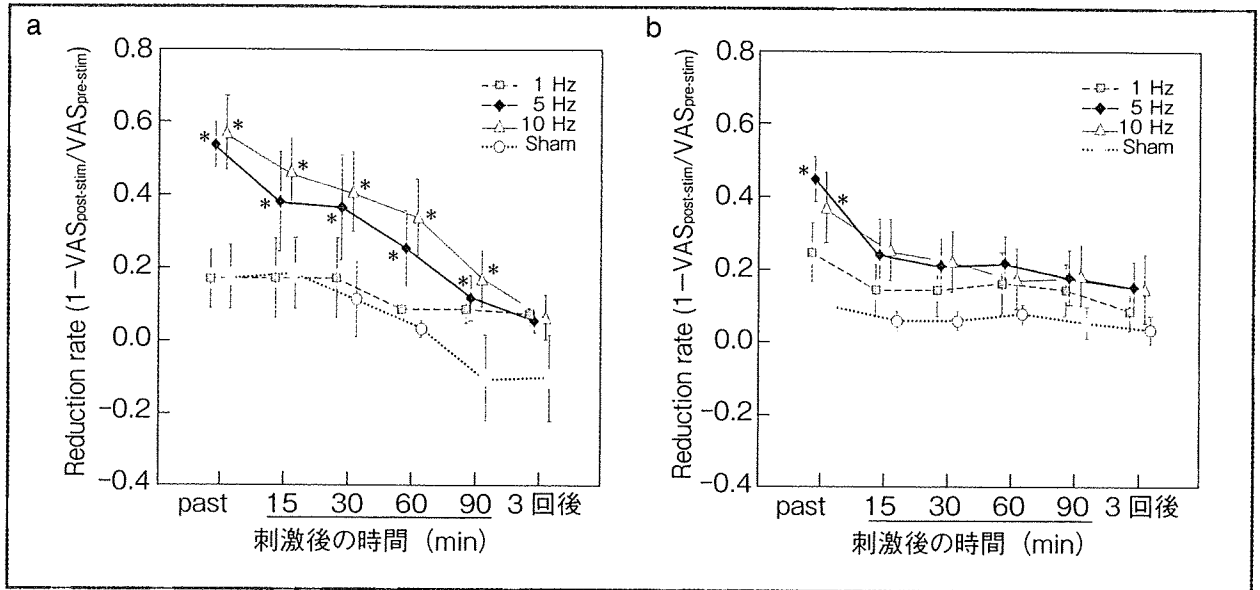 a
Reduction rate (1－VASpost-stim/VASpre-stim)
0.8
0.6
0.4
0.2
0.0
−0.2
−0.4
1 Hz
5 Hz
10 Hz
Sham
* * * * * * * * * *
past 15 30 60 90 3 回後
刺激後の時間 (min)
b
Reduction rate (1－VASpost-stim/VASpre-stim)
0.8
0.6
0.4
0.2
0.0
−0.2
−0.4
1 Hz
5 Hz
10 Hz
Sham
* *
past 15 30 60 90 3 回後
刺激後の時間 (min)